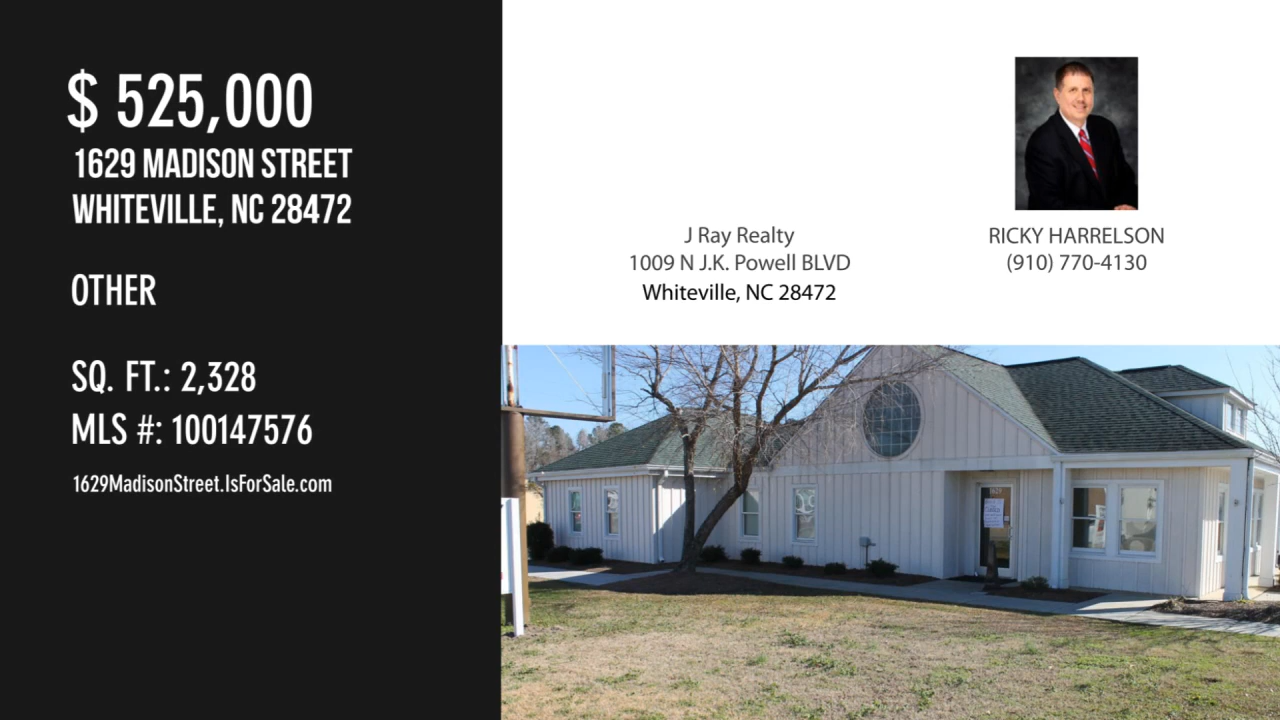 $ 525,000
1629 MADISON STREET
WHITEVILLE, NC 28472
OTHER
SQ. FT.: 2,328
MLS #: 100147576
1629MadisonStreet.IsForSale.com
J Ray Realty
1009 N J.K. Powell BLVD
Whiteville, NC 28472
RICKY HARRELSON
(910) 770-4130